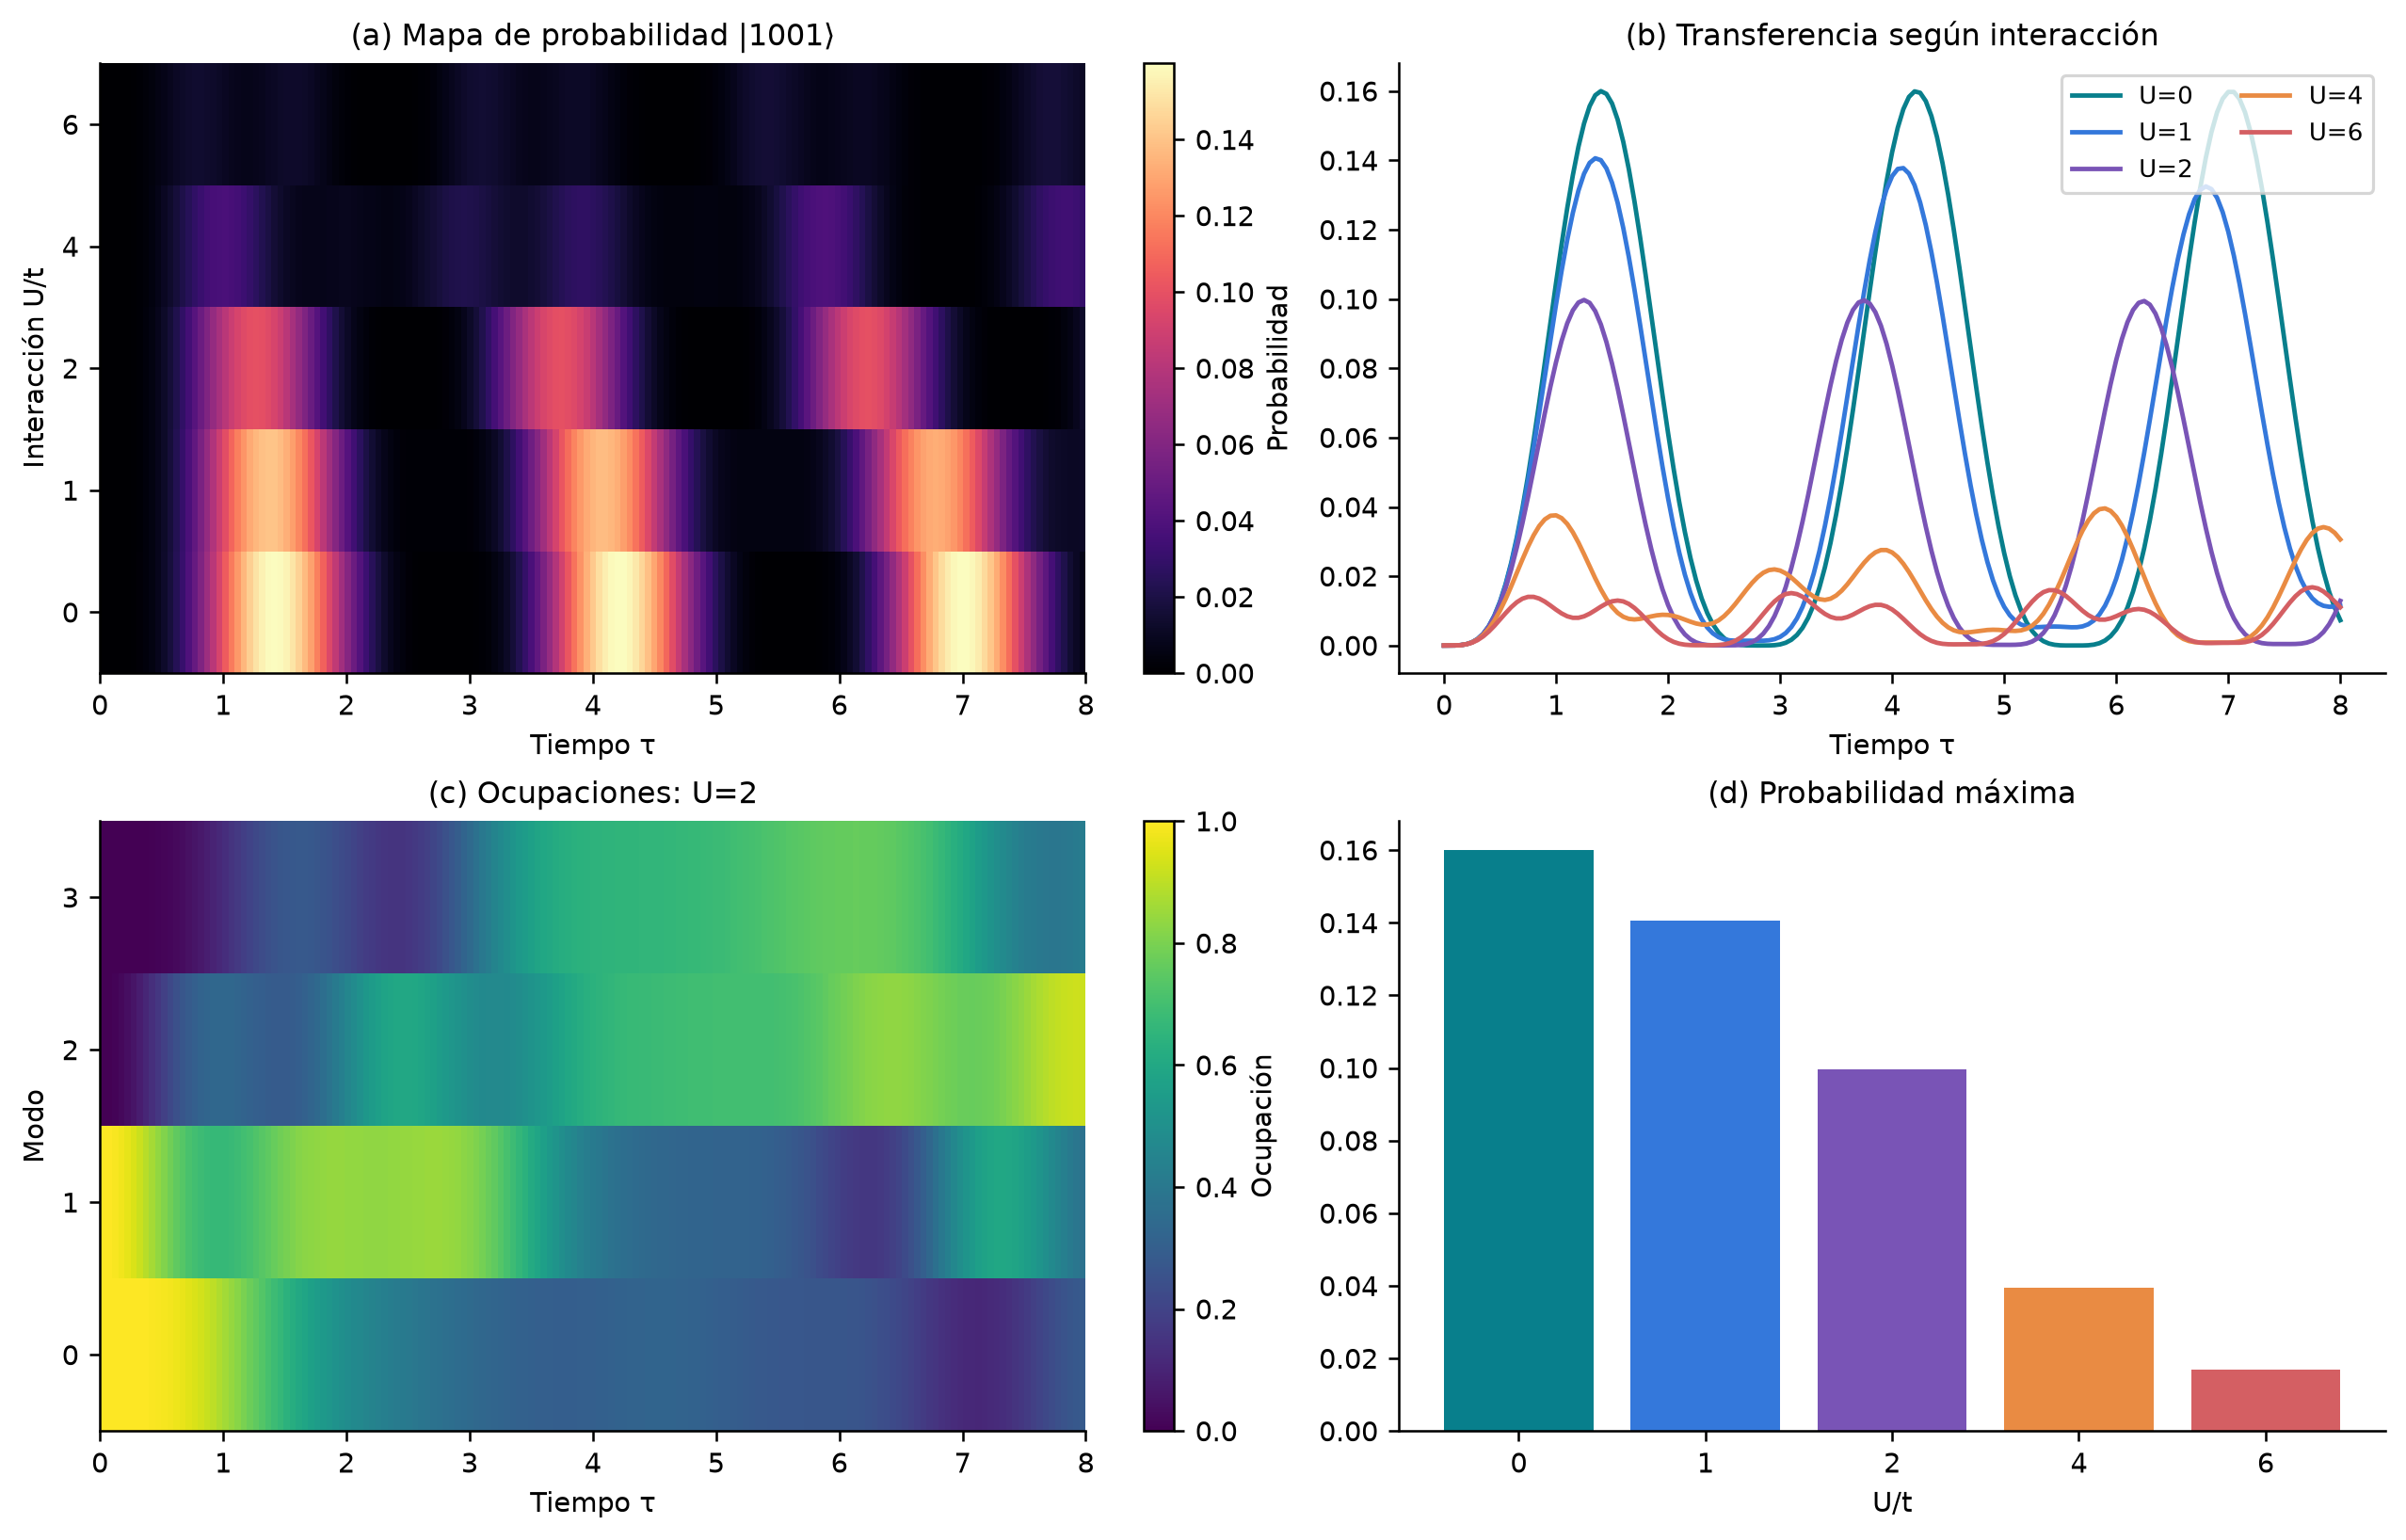 (a) Mapa de probabilidad |1001⟩
Interacción U/t
6
4
2
1
0
0 1 2 3 4 5 6 7 8
Tiempo τ
0.14
0.12
0.10
0.08
0.06
0.04
0.02
0.00
Probabilidad
(b) Transferencia según interacción
0.16
0.14
0.12
0.10
0.08
0.06
0.04
0.02
0.00
U=0
U=1
U=2
U=4
U=6
0 1 2 3 4 5 6 7 8
Tiempo τ
(c) Ocupaciones: U=2
Modo
3
2
1
0
0 1 2 3 4 5 6 7 8
Tiempo τ
1.0
0.8
0.6
0.4
0.2
0.0
Ocupación
(d) Probabilidad máxima
0.16
0.14
0.12
0.10
0.08
0.06
0.04
0.02
0.00
0 1 2 4 6
U/t